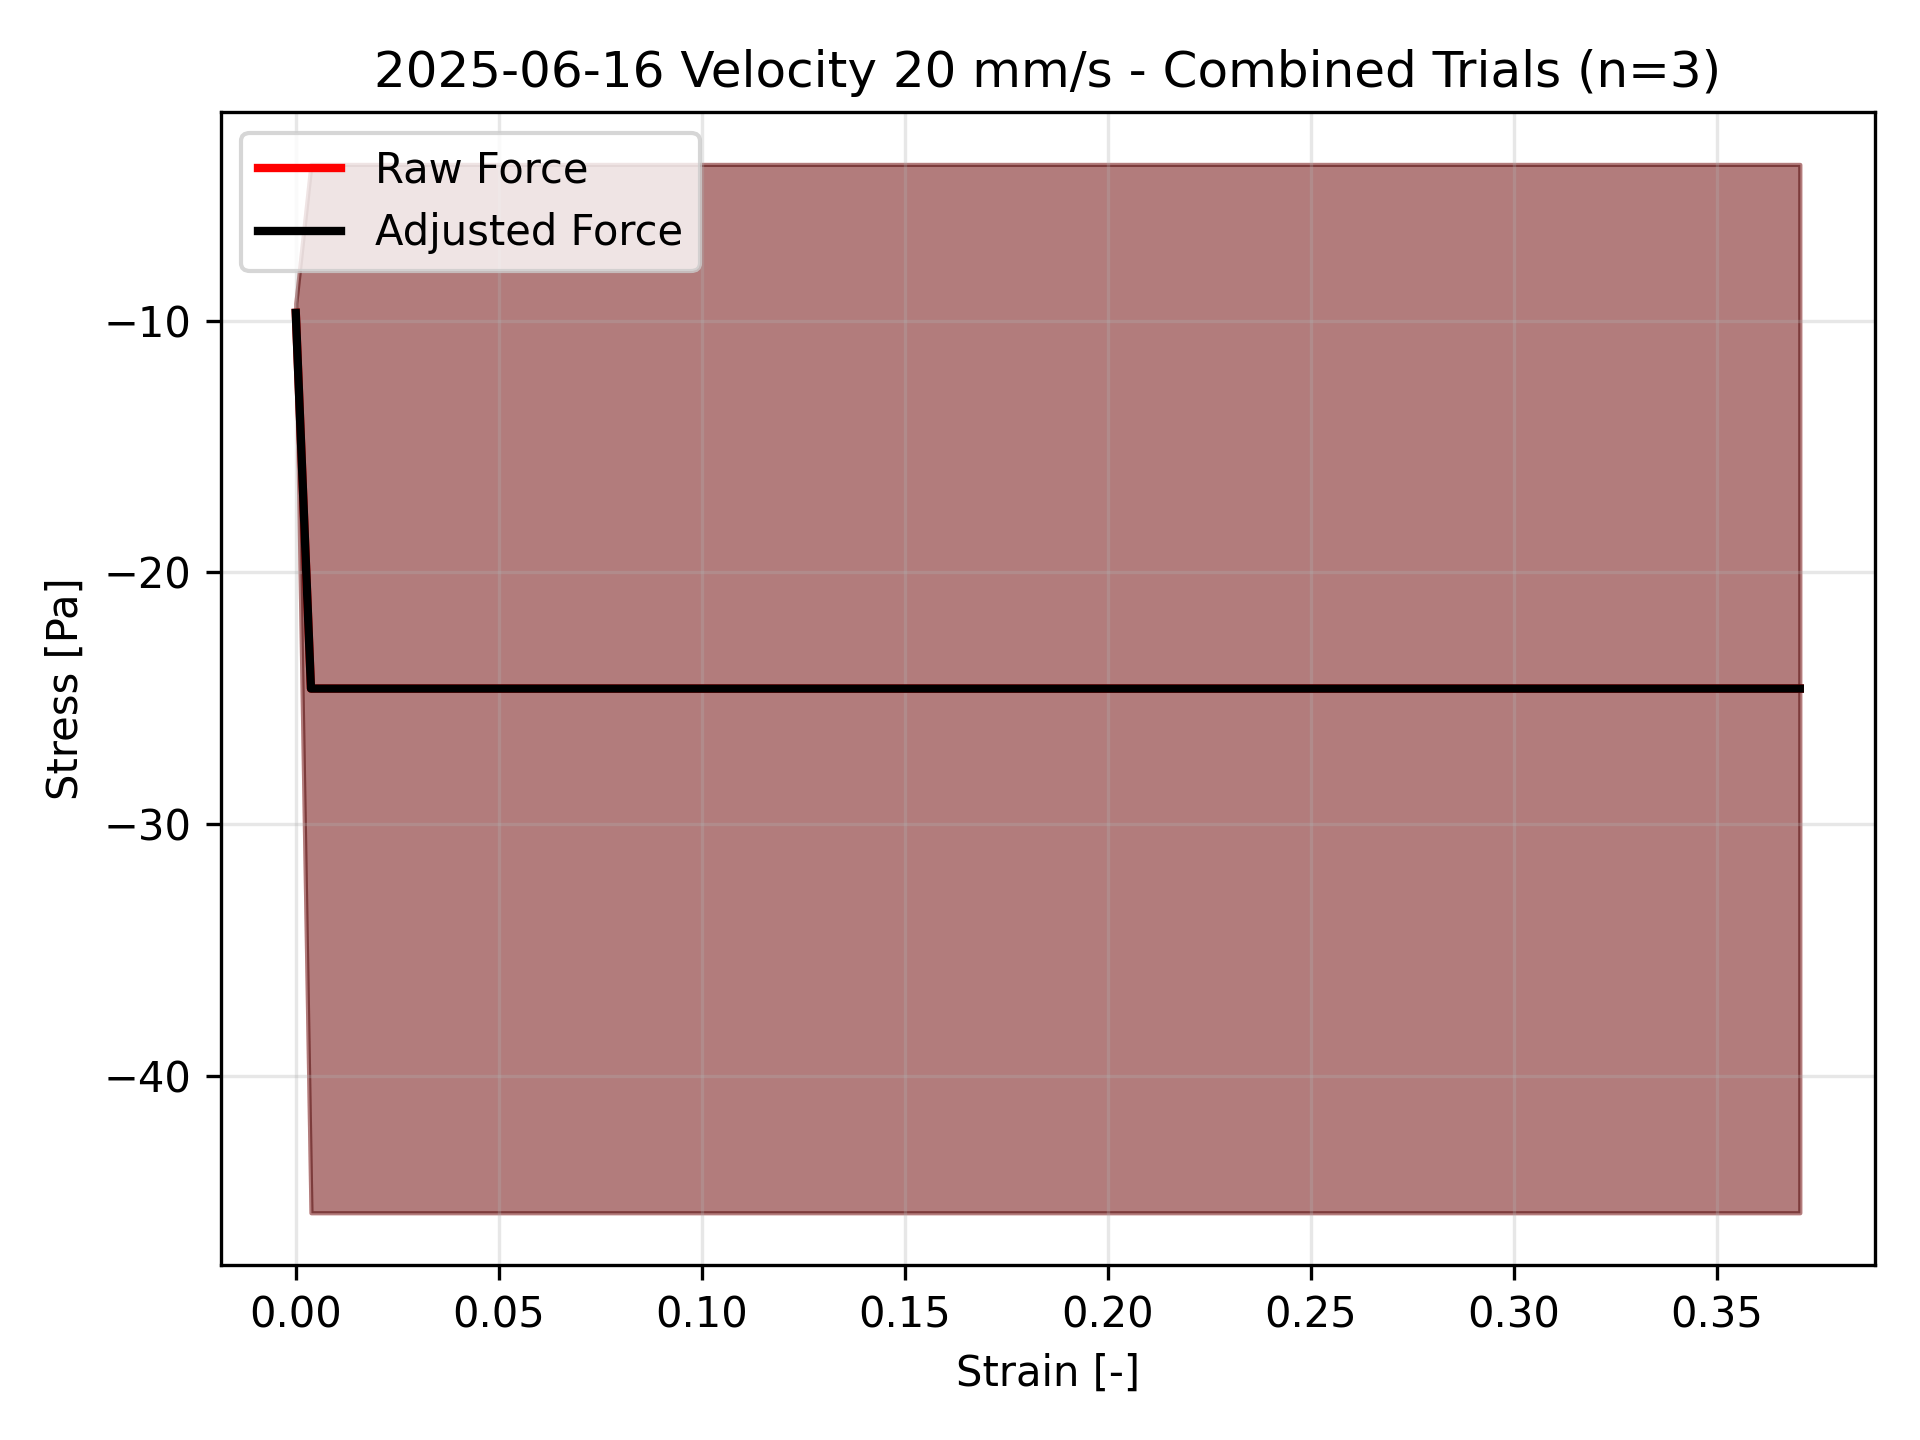 2025-06-16 Velocity 20 mm/s - Combined Trials (n=3)
Raw Force
Adjusted Force
Stress [Pa]
−10
−20
−30
−40
0.00 0.05 0.10 0.15 0.20 0.25 0.30 0.35
Strain [-]